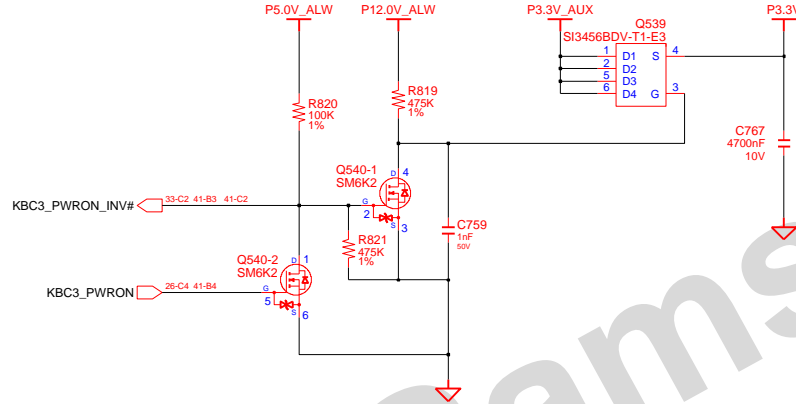 P5.0V_ALW
P12.0V_ALW
P3.3V_AUX
P3.3V
Q539
SI3456BDV-T1-E3
1 D1 S 4
2 D2
5 D3
6 D4 G 3
R820
100K
1%
R819
475K
1%
C767
4700nF
10V
Q540-1
SM6K2
D 4
G
2 S 3
KBC3_PWRON_INV#
33-C2 41-B3 41-C2
R821
475K
1%
C759
1nF
50V
Q540-2
SM6K2
D 1
G
5 S 6
KBC3_PWRON
26-C4 41-B4